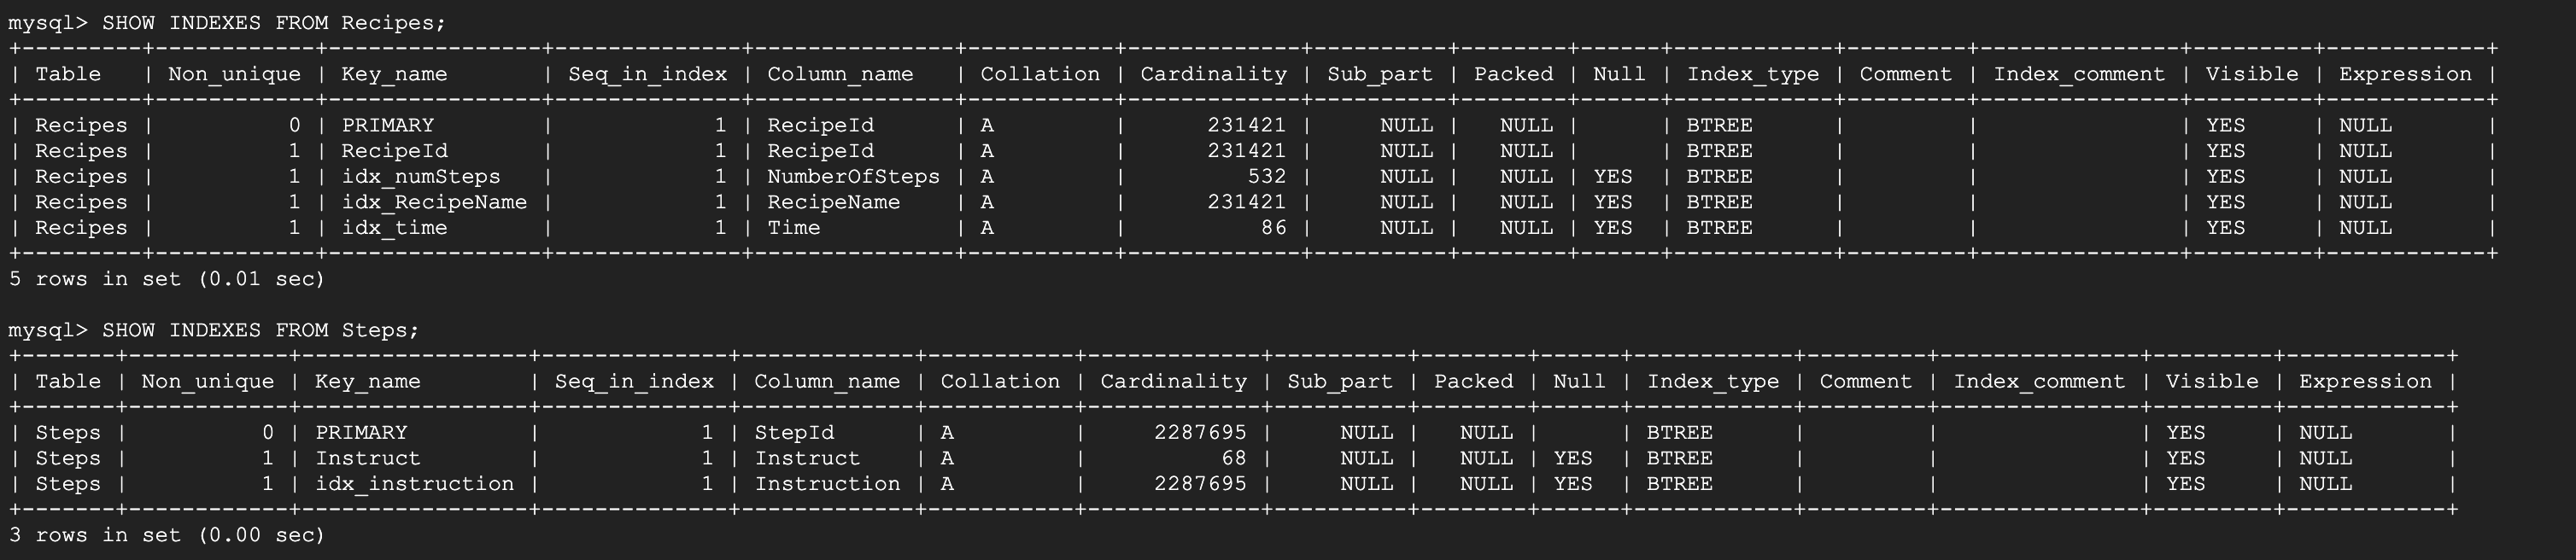 mysql> SHOW INDEXES FROM Recipes;
+---------+------------+----------------+--------------+---------------+-----------+-------------+----------+--------+------+------------+---------+---------------+---------+------------+
| Table   | Non_unique | Key_name       | Seq_in_index | Column_name   | Collation | Cardinality | Sub_part | Packed | Null | Index_type | Comment | Index_comment | Visible | Expression |
+---------+------------+----------------+--------------+---------------+-----------+-------------+----------+--------+------+------------+---------+---------------+---------+------------+
| Recipes |          0 | PRIMARY        |            1 | RecipeId      | A         |      231421 |     NULL |   NULL |      | BTREE      |         |               | YES     | NULL       |
| Recipes |          1 | RecipeId       |            1 | RecipeId      | A         |      231421 |     NULL |   NULL |      | BTREE      |         |               | YES     | NULL       |
| Recipes |          1 | idx_numSteps   |            1 | NumberOfSteps | A         |         532 |     NULL |   NULL | YES  | BTREE      |         |               | YES     | NULL       |
| Recipes |          1 | idx_RecipeName |            1 | RecipeName    | A         |      231421 |     NULL |   NULL | YES  | BTREE      |         |               | YES     | NULL       |
| Recipes |          1 | idx_time       |            1 | Time          | A         |          86 |     NULL |   NULL | YES  | BTREE      |         |               | YES     | NULL       |
+---------+------------+----------------+--------------+---------------+-----------+-------------+----------+--------+------+------------+---------+---------------+---------+------------+
5 rows in set (0.01 sec)
mysql> SHOW INDEXES FROM Steps;
+-------+------------+-----------------+--------------+-------------+-----------+-------------+----------+--------+------+------------+---------+---------------+---------+------------+
| Table | Non_unique | Key_name        | Seq_in_index | Column_name | Collation | Cardinality | Sub_part | Packed | Null | Index_type | Comment | Index_comment | Visible | Expression |
+-------+------------+-----------------+--------------+-------------+-----------+-------------+----------+--------+------+------------+---------+---------------+---------+------------+
| Steps |          0 | PRIMARY         |            1 | StepId      | A         |     2287695 |     NULL |   NULL |      | BTREE      |         |               | YES     | NULL       |
| Steps |          1 | Instruct        |            1 | Instruct    | A         |          68 |     NULL |   NULL | YES  | BTREE      |         |               | YES     | NULL       |
| Steps |          1 | idx_instruction |            1 | Instruction | A         |     2287695 |     NULL |   NULL | YES  | BTREE      |         |               | YES     | NULL       |
+-------+------------+-----------------+--------------+-------------+-----------+-------------+----------+--------+------+------------+---------+---------------+---------+------------+
3 rows in set (0.00 sec)